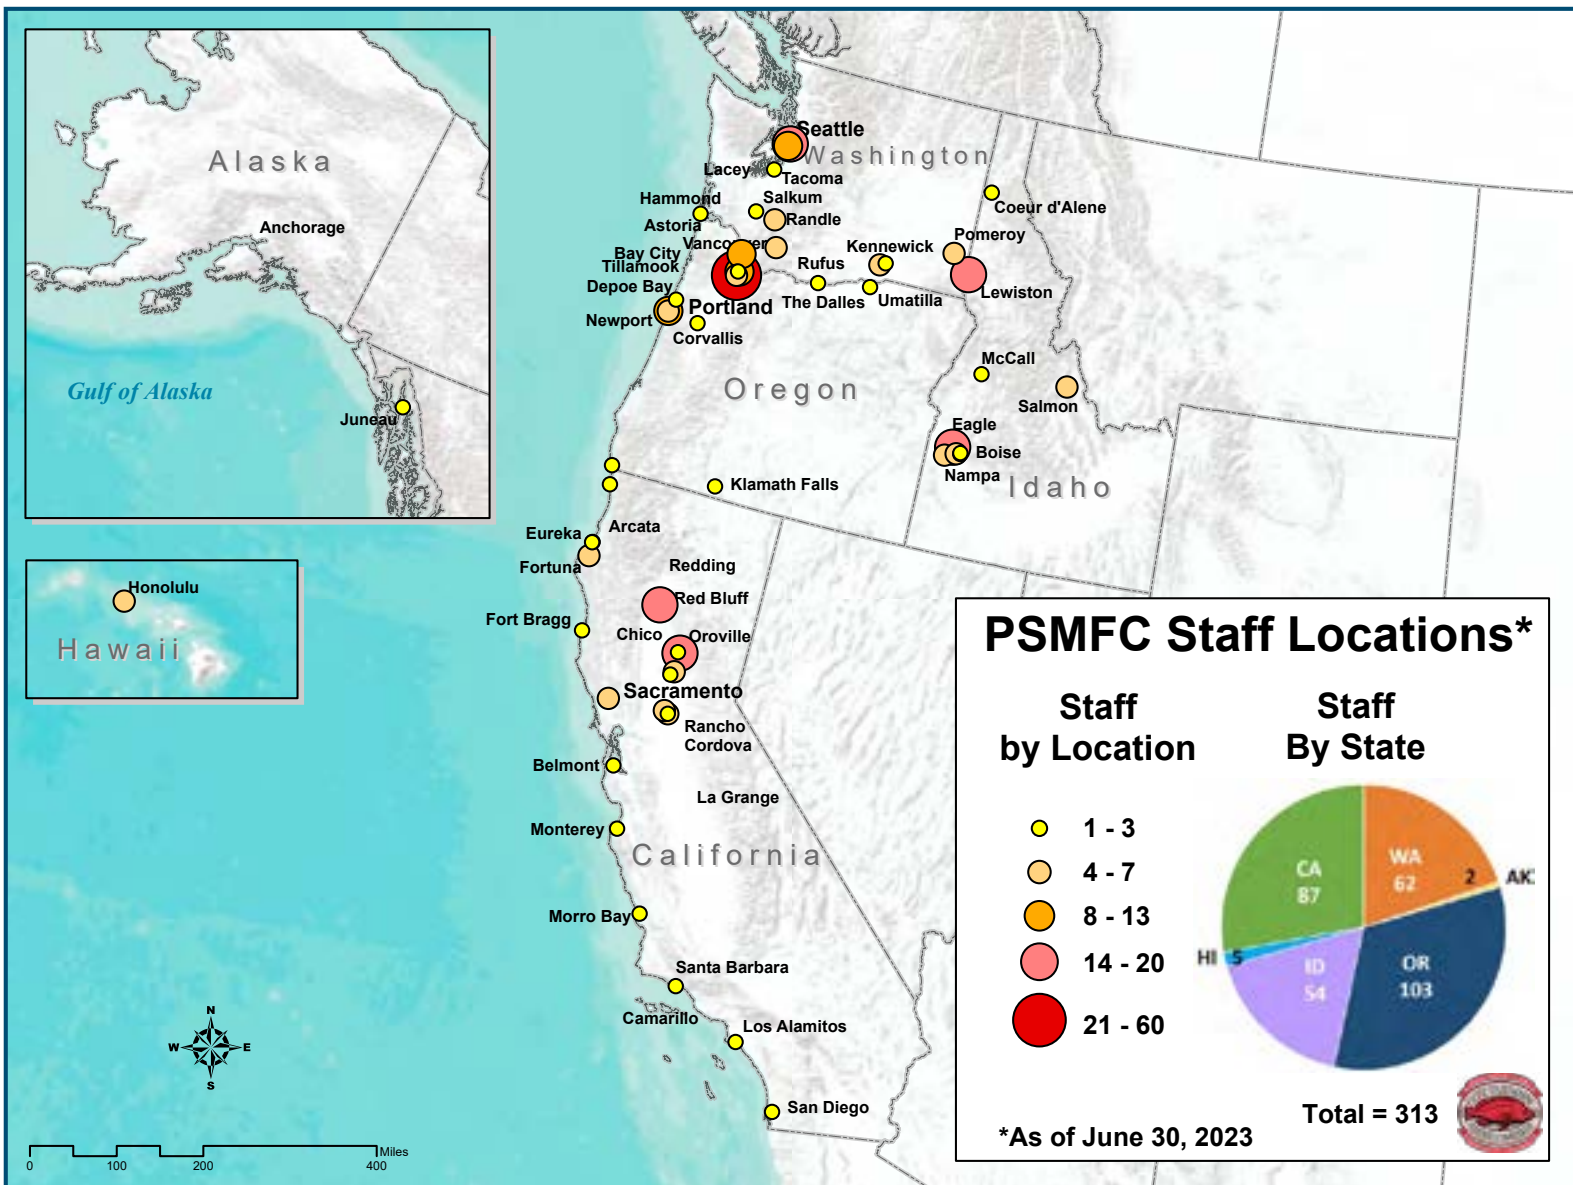 Alaska
Anchorage
Gulf of Alaska
Juneau
Honolulu
Hawaii
Seattle
Washington
Lacey
Tacoma
Hammond
Salkum
Coeur d'Alene
Astoria
Randle
Pomeroy
Bay City
Vancouver
Kennewick
Tillamook
Rufus
Depoe Bay
Lewiston
The Dalles
Umatilla
Newport
Portland
Corvallis
McCall
Oregon
Salmon
Eagle
Boise
Nampa
Idaho
Klamath Falls
Eureka
Arcata
Fortuna
Redding
Red Bluff
Fort Bragg
Chico
Oroville
Sacramento
Rancho
Cordova
Belmont
La Grange
Monterey
California
Morro Bay
Santa Barbara
Camarillo
Los Alamitos
San Diego
N
W
E
S
Miles
0
100
200
400
PSMFC Staff Locations*
Staff
by Location
1 - 3
4 - 7
8 - 13
14 - 20
21 - 60
Staff
By State
CA
87
WA
62
2
AK
HI
5
ID
54
OR
103
Total = 313
*As of June 30, 2023